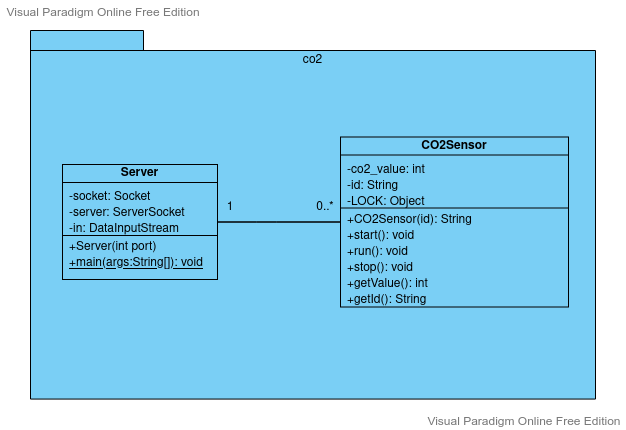 Visual Paradigm Online Free Edition
co2
Server
-socket: Socket
-server: ServerSocket
-in: DataInputStream
+Server(int port)
+main(args:String[]): void
1
0..*
CO2Sensor
-co2_value: int
-id: String
-LOCK: Object
+CO2Sensor(id): String
+start(): void
+run(): void
+stop(): void
+getValue(): int
+getId(): String
Visual Paradigm Online Free Edition